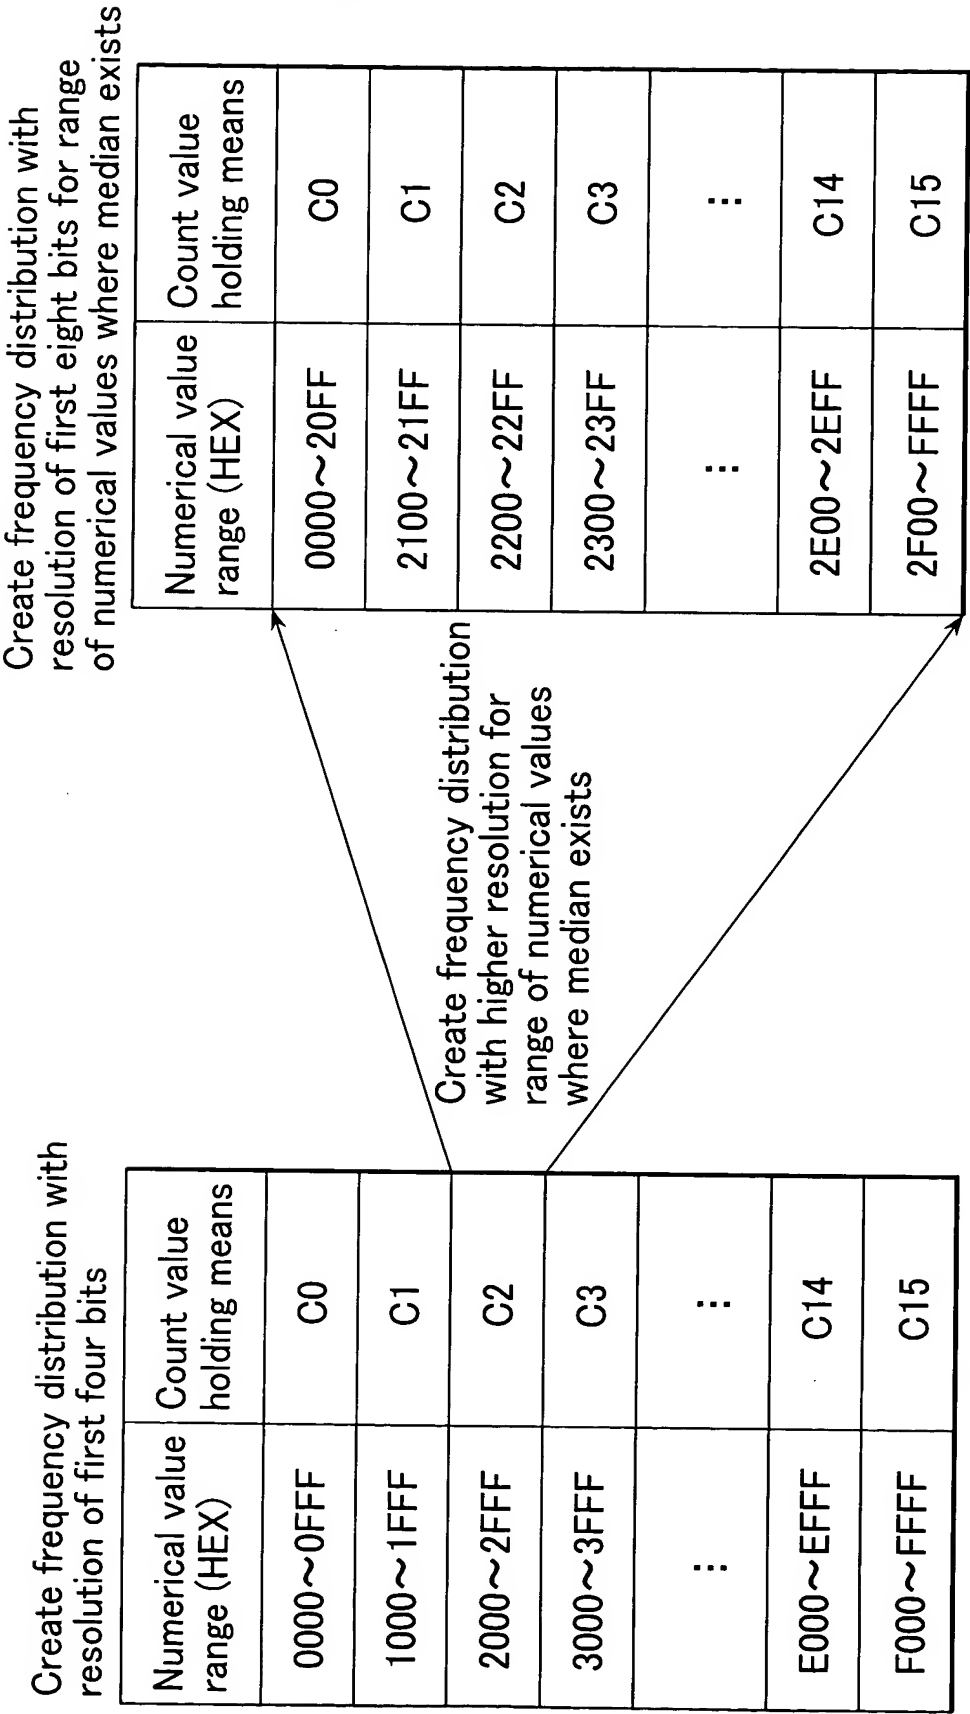 Create frequency distribution with
resolution of first four bits
Numerical value
range (HEX)
Count value
holding means
0000~0FFF C0
1000~1FFF C1
2000~2FFF C2
3000~3FFF C3
⋮ ⋮
E000~EFFF C14
F000~FFFF C15
Create frequency distribution
with higher resolution for
range of numerical values
where median exists
Create frequency distribution with
resolution of first eight bits for range
of numerical values where median exists
Numerical value
range (HEX)
Count value
holding means
0000~20FF C0
2100~21FF C1
2200~22FF C2
2300~23FF C3
⋮ ⋮
2E00~2EFF C14
2F00~FFFF C15